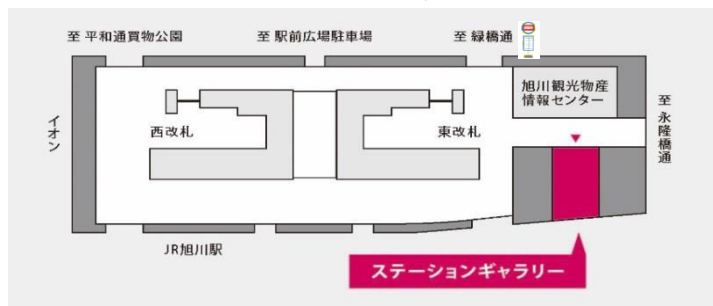 至 平和通買物公園
至 駅前広場駐車場
至 緑橋通
旭川観光物産
情報センター
至 永隆橋通
イオン
西改札
東改札
JR旭川駅
ステーションギャラリー